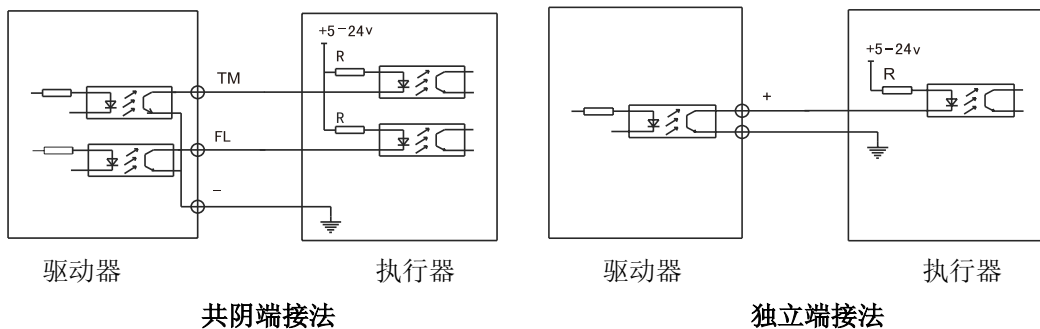 +5-24v
R
TM
R
FL
−
驱动器
执行器
共阴端接法
+5-24v
R
+
驱动器
执行器
独立端接法